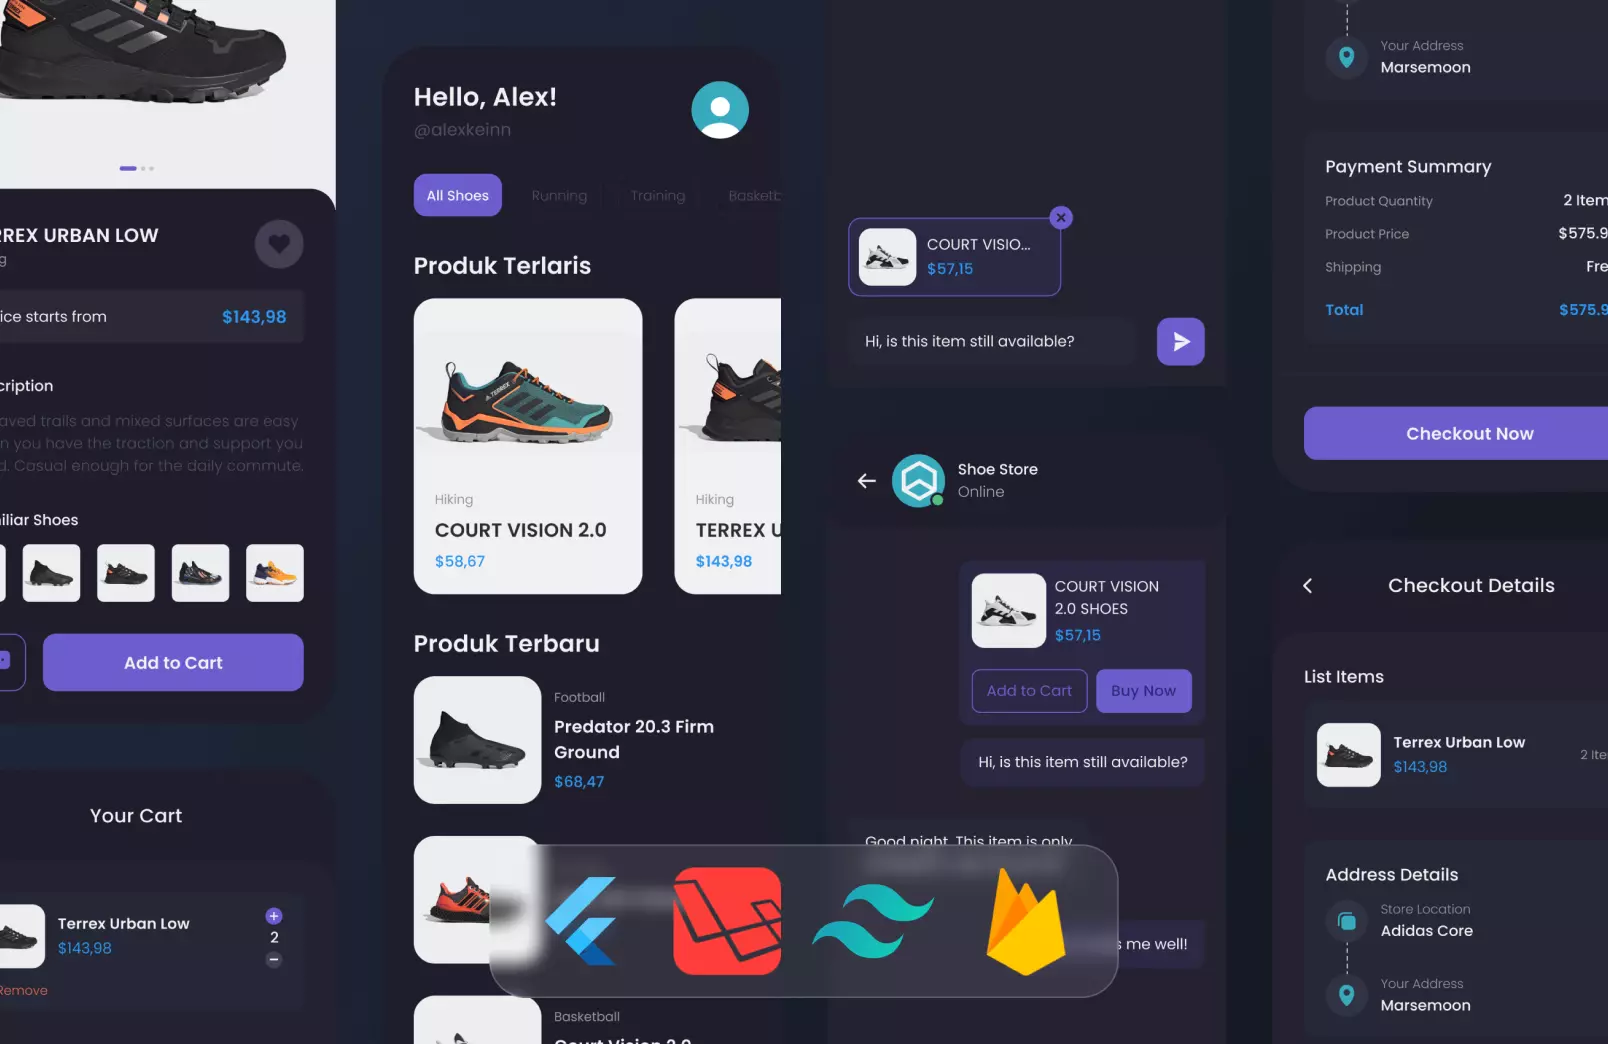 RREX URBAN LOW
g
ice starts from
$143,98
cription
aved trails and mixed surfaces are easy
n you have the traction and support you
d. Casual enough for the daily commute.
iliar Shoes
Add to Cart
Your Cart
Terrex Urban Low
$143,98
2
Remove
Hello, Alex!
@alexkeinn
All Shoes
Running
Training
Basketb
Produk Terlaris
Hiking
COURT VISION 2.0
$58,67
Hiking
TERREX U
$143,98
Produk Terbaru
Football
Predator 20.3 Firm
Ground
$68,47
Basketball
Court Vision 2.0
COURT VISIO...
$57,15
Hi, is this item still available?
Shoe Store
Online
COURT VISION
2.0 SHOES
$57,15
Add to Cart
Buy Now
Hi, is this item still available?
Good night, This item is only
s me well!
Your Address
Marsemoon
Payment Summary
Product Quantity
2 Item
Product Price
$575.9
Shipping
Fre
Total
$575.9
Checkout Now
Checkout Details
List Items
Terrex Urban Low
$143,98
2 Ite
Address Details
Store Location
Adidas Core
Your Address
Marsemoon